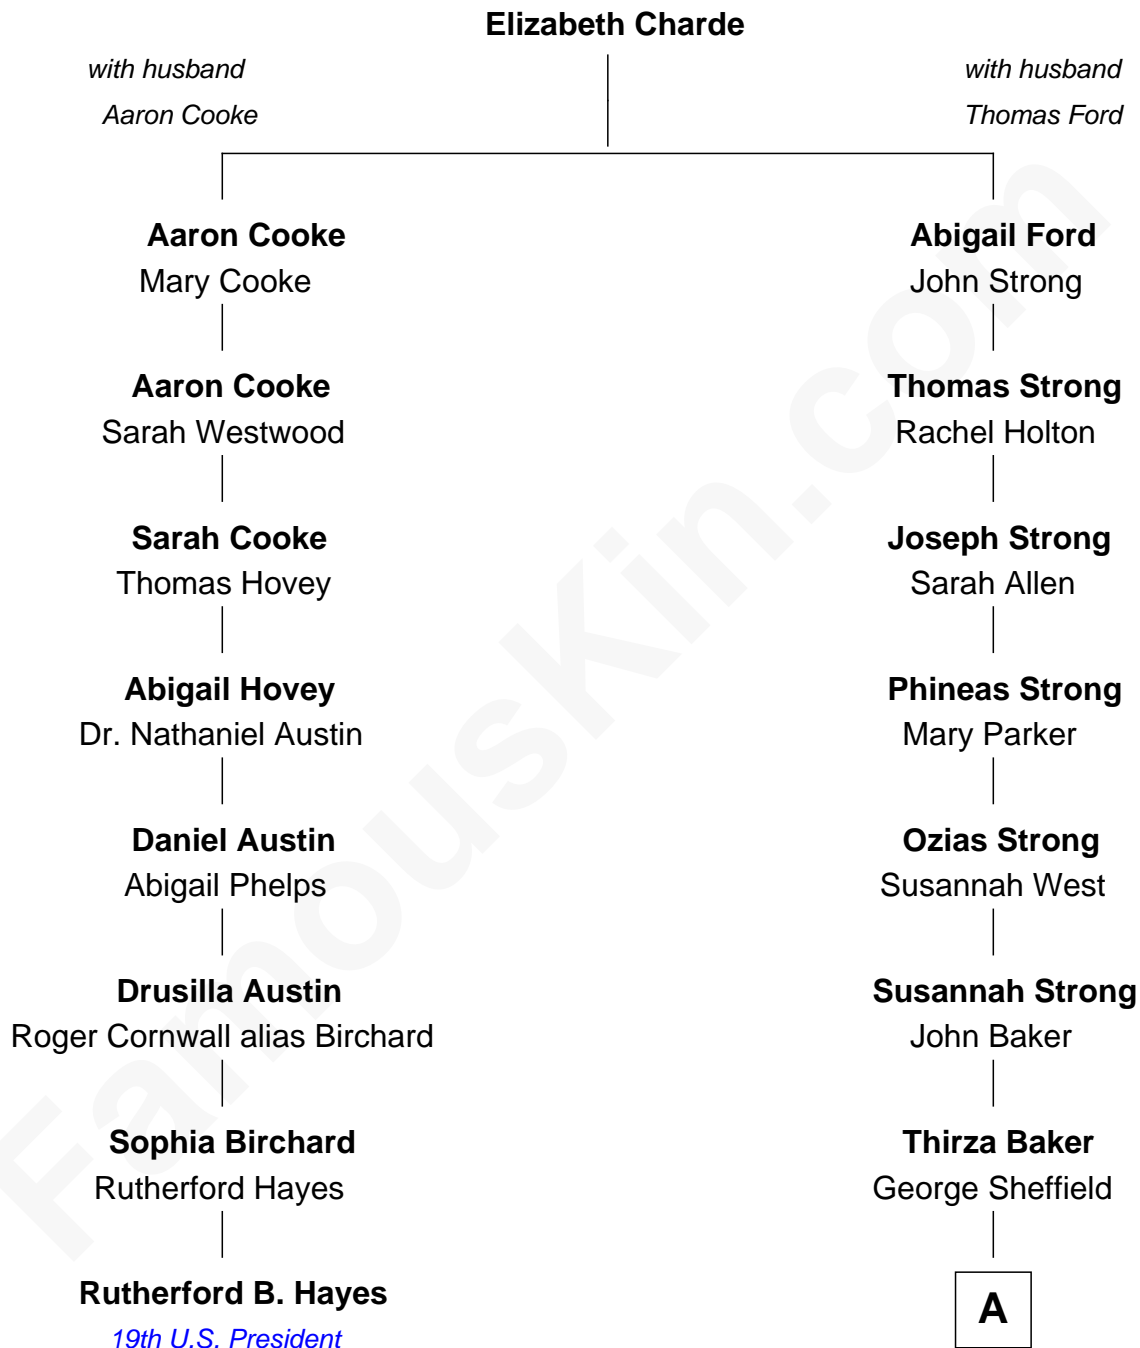 Elizabeth Charde
with husband
Aaron Cooke
with husband
Thomas Ford
Aaron Cooke
Mary Cooke
Abigail Ford
John Strong
Aaron Cooke
Sarah Westwood
Thomas Strong
Rachel Holton
Sarah Cooke
Thomas Hovey
Joseph Strong
Sarah Allen
Abigail Hovey
Dr. Nathaniel Austin
Phineas Strong
Mary Parker
Daniel Austin
Abigail Phelps
Ozias Strong
Susannah West
Drusilla Austin
Roger Cornwall alias Birchard
Susannah Strong
John Baker
Sophia Birchard
Rutherford Hayes
Thirza Baker
George Sheffield
Rutherford B. Hayes
19th U.S. President
A
FamousKin.com